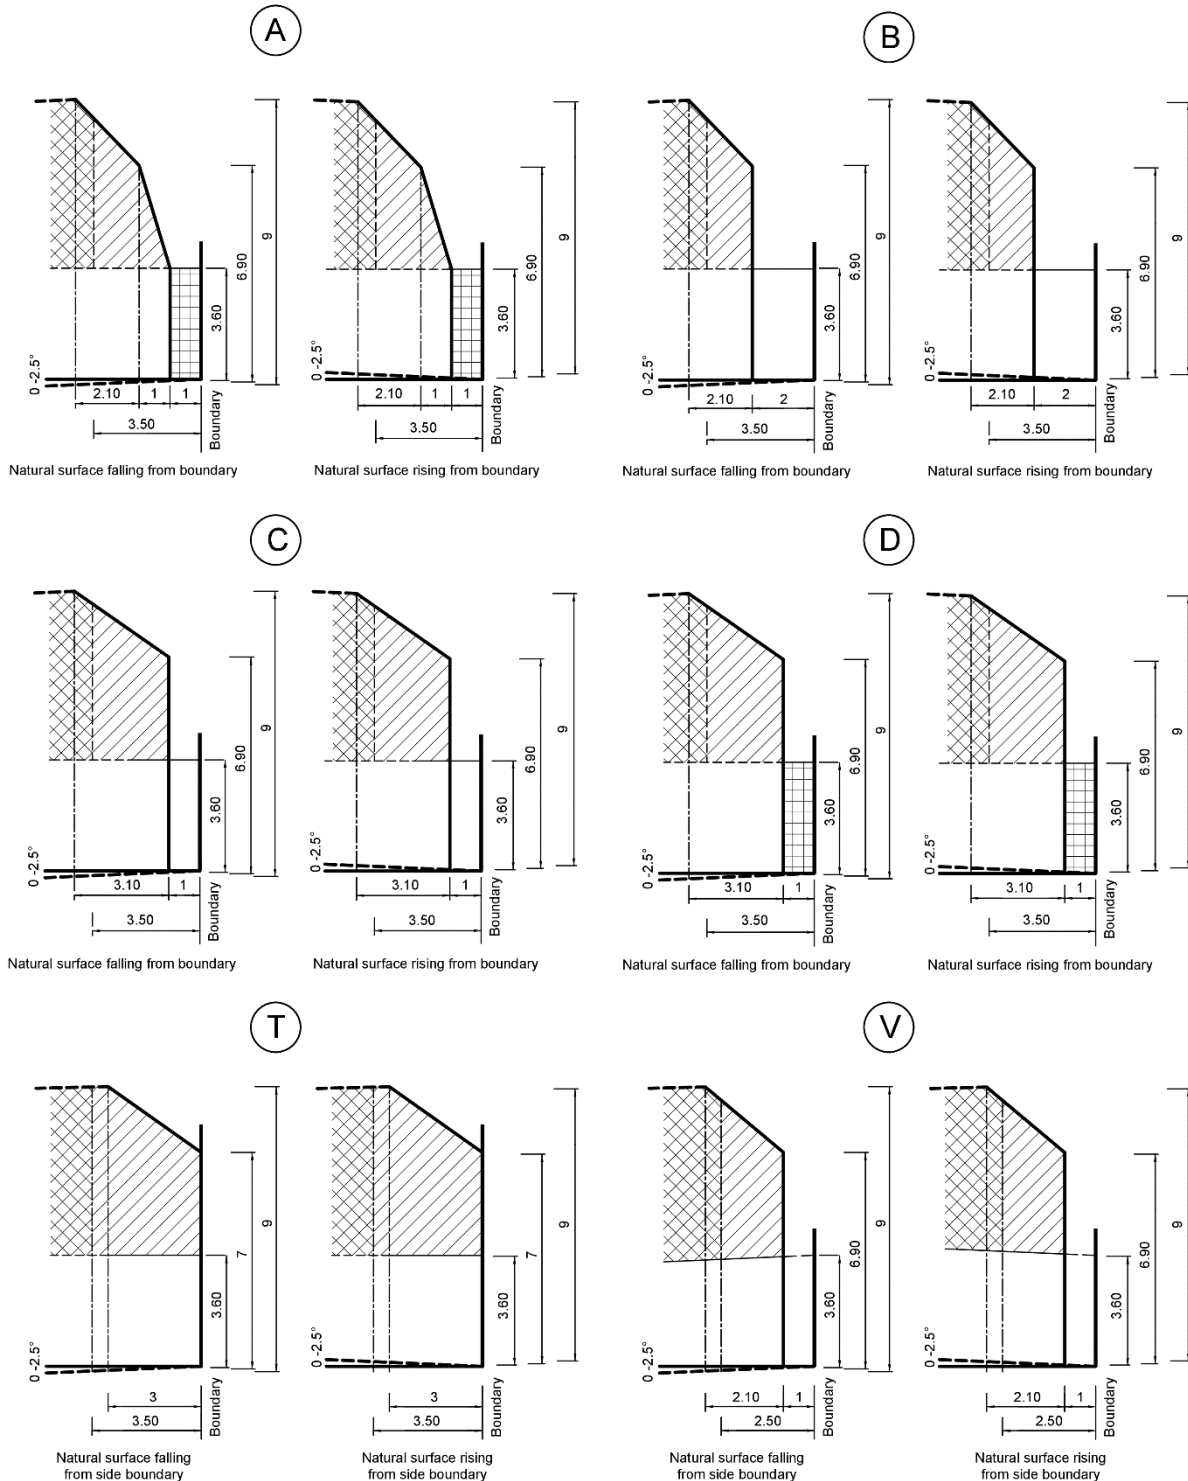 A
B
9
6.90
3.60
0 -2.5°
2.10
1
1
3.50
Boundary
9
6.90
3.60
0 -2.5°
2.10
1
1
3.50
Boundary
9
6.90
3.60
0 -2.5°
2.10
2
3.50
Boundary
9
6.90
3.60
0 -2.5°
2.10
2
3.50
Boundary
Natural surface falling from boundary
Natural surface rising from boundary
Natural surface falling from boundary
Natural surface rising from boundary
C
D
9
6.90
3.60
0 -2.5°
3.10
1
3.50
Boundary
9
6.90
3.60
0 -2.5°
3.10
1
3.50
Boundary
9
6.90
3.60
0 -2.5°
3.10
1
3.50
Boundary
9
6.90
3.60
0 -2.5°
3.10
1
3.50
Boundary
Natural surface falling from boundary
Natural surface rising from boundary
Natural surface falling from boundary
Natural surface rising from boundary
T
V
9
7
3.60
0 -2.5°
3
3.50
Boundary
9
7
3.60
0 -2.5°
3
3.50
Boundary
9
6.90
3.60
0 -2.5°
2.10
1
2.50
Boundary
9
6.90
3.60
0 -2.5°
2.10
1
2.50
Boundary
Natural surface falling
from side boundary
Natural surface rising
from side boundary
Natural surface falling
from side boundary
Natural surface rising
from side boundary